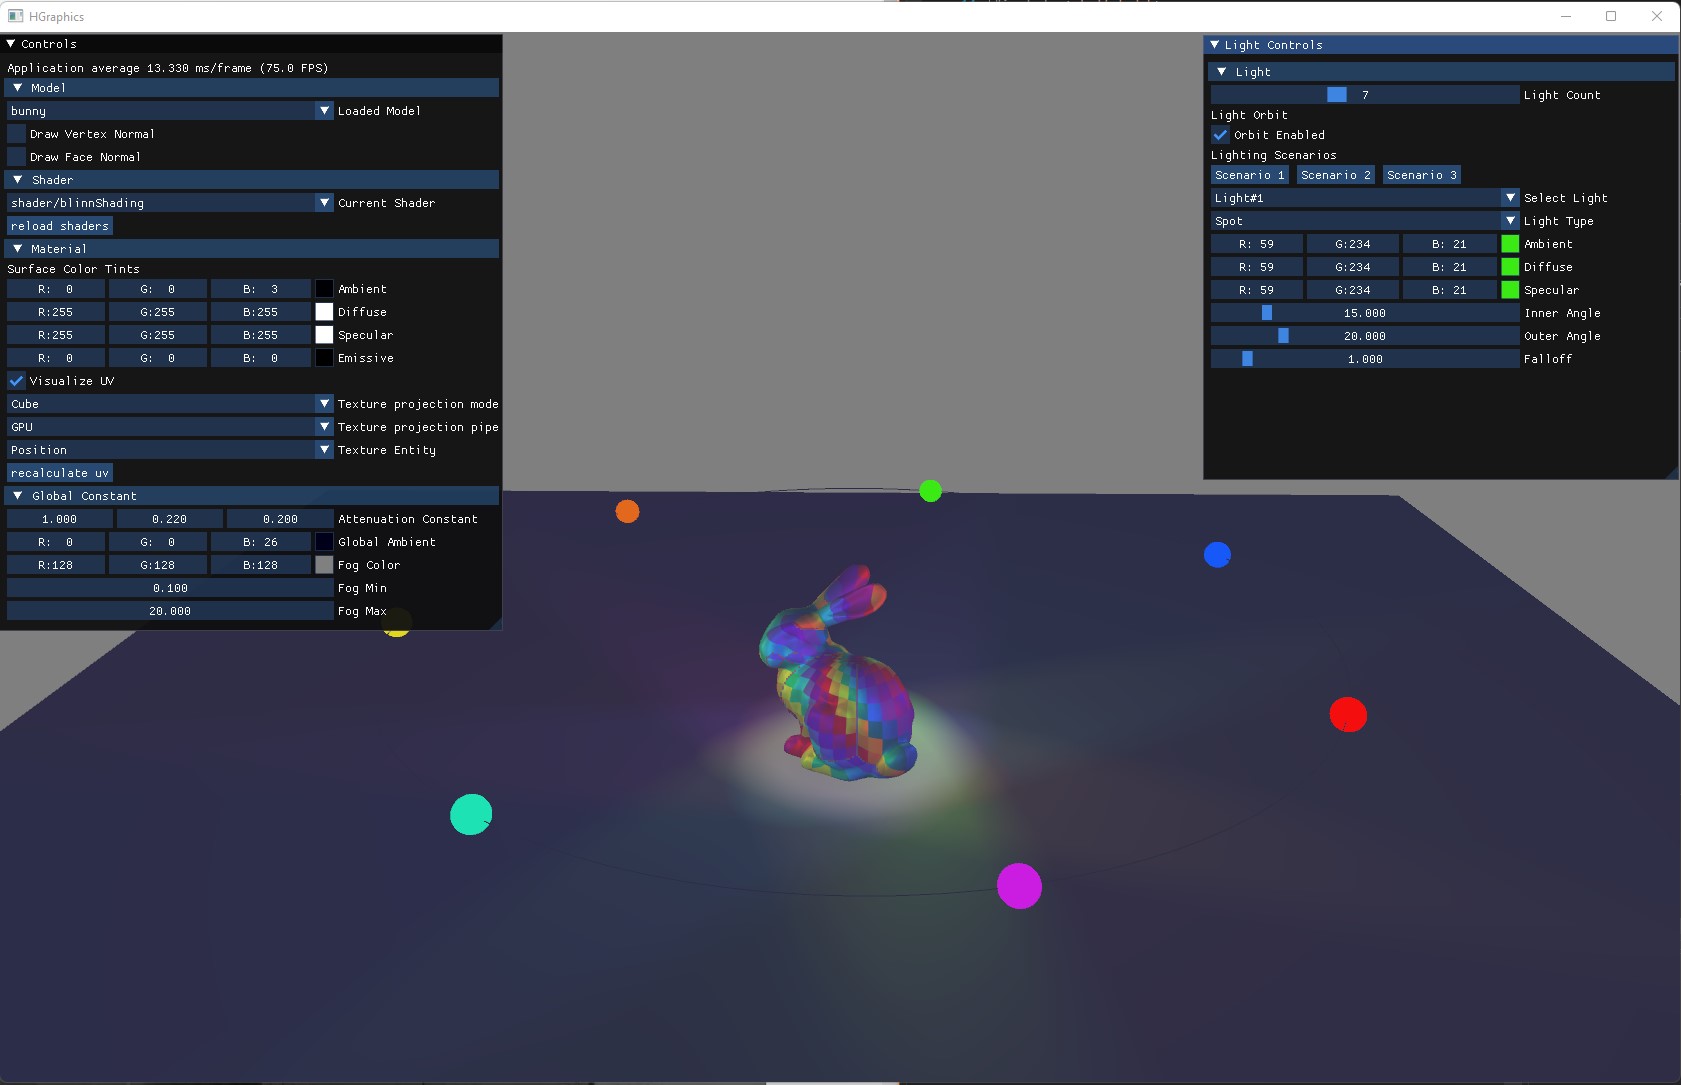 HGraphics
Controls
Application average 13.330 ms/frame (75.0 FPS)
Model
bunny Loaded Model
Draw Vertex Normal
Draw Face Normal
Shader
shader/blinnShading Current Shader
reload shaders
Material
Surface Color Tints
R: 0 G: 0 B: 3 Ambient
R:255 G:255 B:255 Diffuse
R:255 G:255 B:255 Specular
R: 0 G: 0 B: 0 Emissive
Visualize UV
Cube Texture projection mode
GPU Texture projection pipe
Position Texture Entity
recalculate uv
Global Constant
1.000 0.220 0.200 Attenuation Constant
R: 0 G: 0 B: 26 Global Ambient
R:128 G:128 B:128 Fog Color
0.100 Fog Min
20.000 Fog Max
Light Controls
Light
7 Light Count
Light Orbit
Orbit Enabled
Lighting Scenarios
Scenario 1 Scenario 2 Scenario 3
Light#1 Select Light
Spot Light Type
R: 59 G:234 B: 21 Ambient
R: 59 G:234 B: 21 Diffuse
R: 59 G:234 B: 21 Specular
15.000 Inner Angle
20.000 Outer Angle
1.000 Falloff